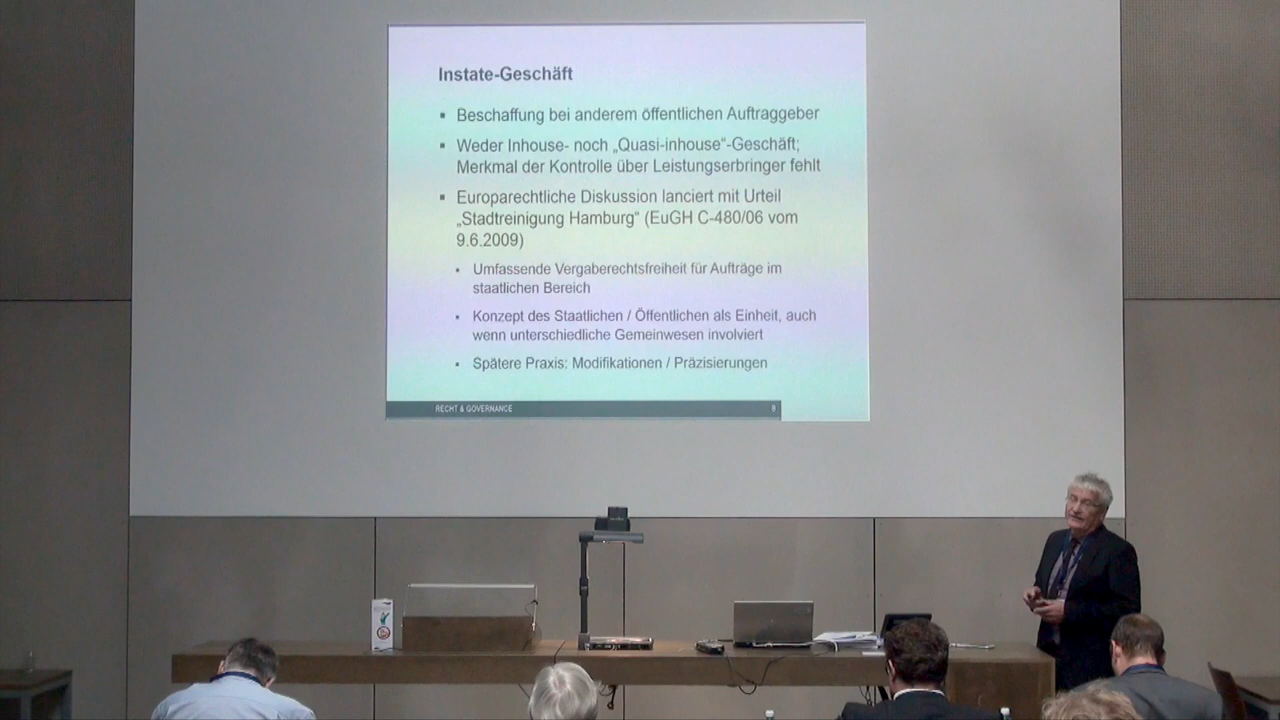 Instate-Geschäft
Beschaffung bei anderem öffentlichen Auftraggeber
Weder Inhouse- noch „Quasi-inhouse“-Geschäft;
Merkmal der Kontrolle über Leistungserbringer fehlt
Europarechtliche Diskussion lanciert mit Urteil
„Stadtreinigung Hamburg“ (EuGH C-480/06 vom
9.6.2009)
Umfassende Vergaberechtsfreiheit für Aufträge im
staatlichen Bereich
Konzept des Staatlichen / Öffentlichen als Einheit, auch
wenn unterschiedliche Gemeinwesen involviert
Spätere Praxis: Modifikationen / Präzisierungen
RECHT & GOVERNANCE
8